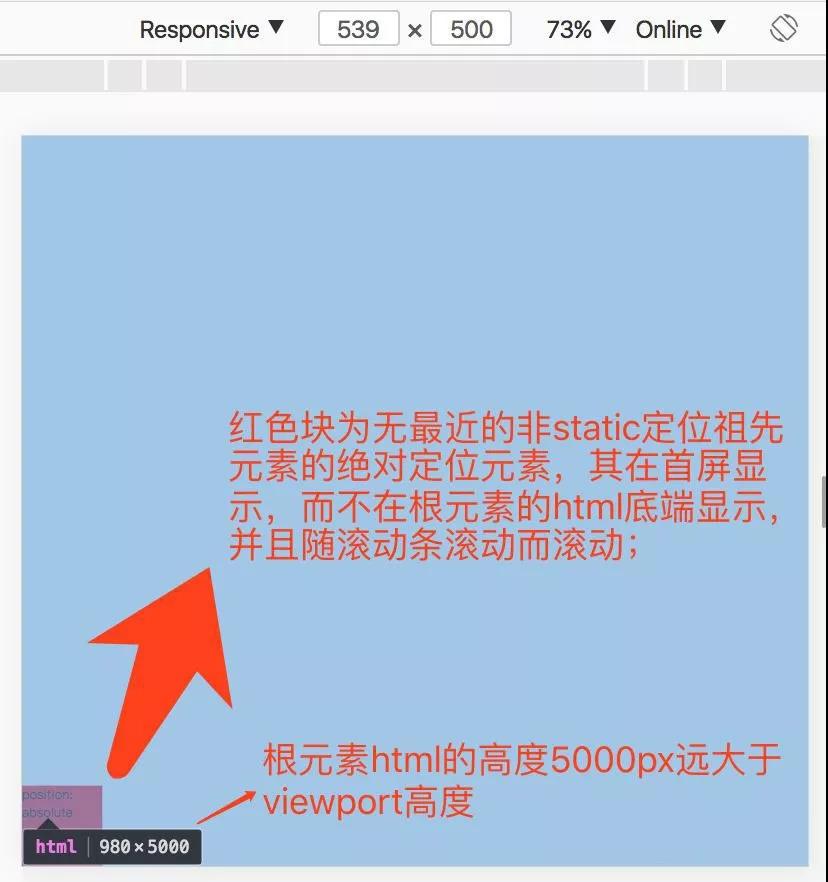 Responsive ▼ 539 × 500 73% ▼ Online ▼
红色块为无最近的非static定位祖先
元素的绝对定位元素，其在首屏显
示，而不在根元素的html底端显示，
并且随滚动条滚动而滚动；
根元素html的高度5000px远大于
viewport高度
position:
absolute
html | 980×5000